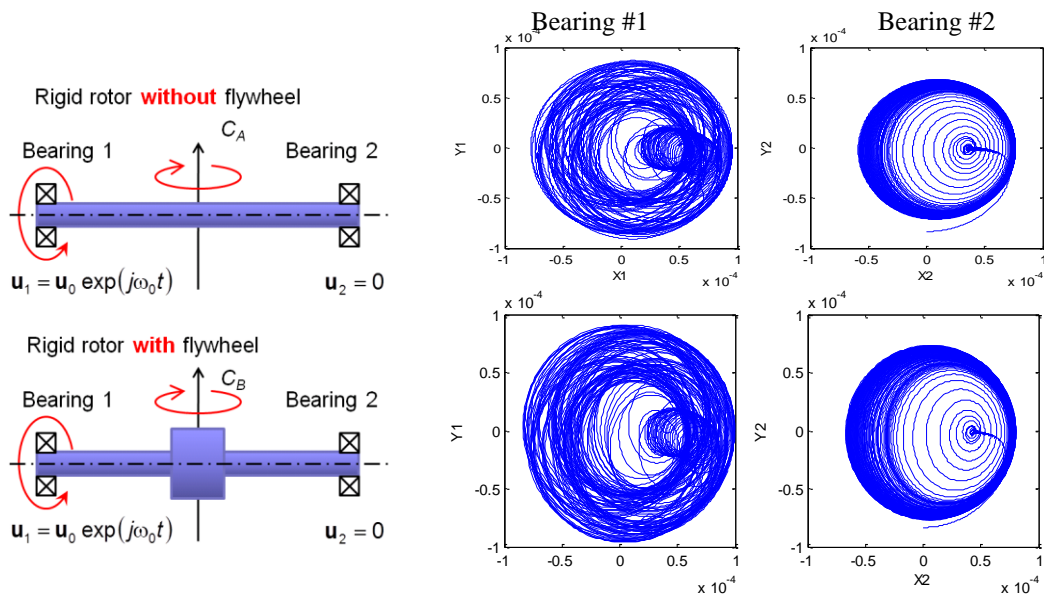 Rigid rotor without flywheel
C_A
Bearing 1
Bearing 2
u₁ = u₀ exp(jω₀t)
u₂ = 0
Rigid rotor with flywheel
C_B
Bearing 1
Bearing 2
u₁ = u₀ exp(jω₀t)
u₂ = 0
Bearing #1
x 10⁻⁴
1
0.5
0
-0.5
-1
Y1
-1 -0.5 0 0.5 1
X1
x 10⁻⁴
Bearing #2
x 10⁻⁴
1
0.5
0
-0.5
-1
Y2
-1 -0.5 0 0.5 1
X2
x 10⁻⁴
x 10⁻⁴
1
0.5
0
-0.5
-1
Y1
-1 -0.5 0 0.5 1
x 10⁻⁴
x 10⁻⁴
1
0.5
0
-0.5
-1
Y2
-1 -0.5 0 0.5 1
X2
x 10⁻⁴